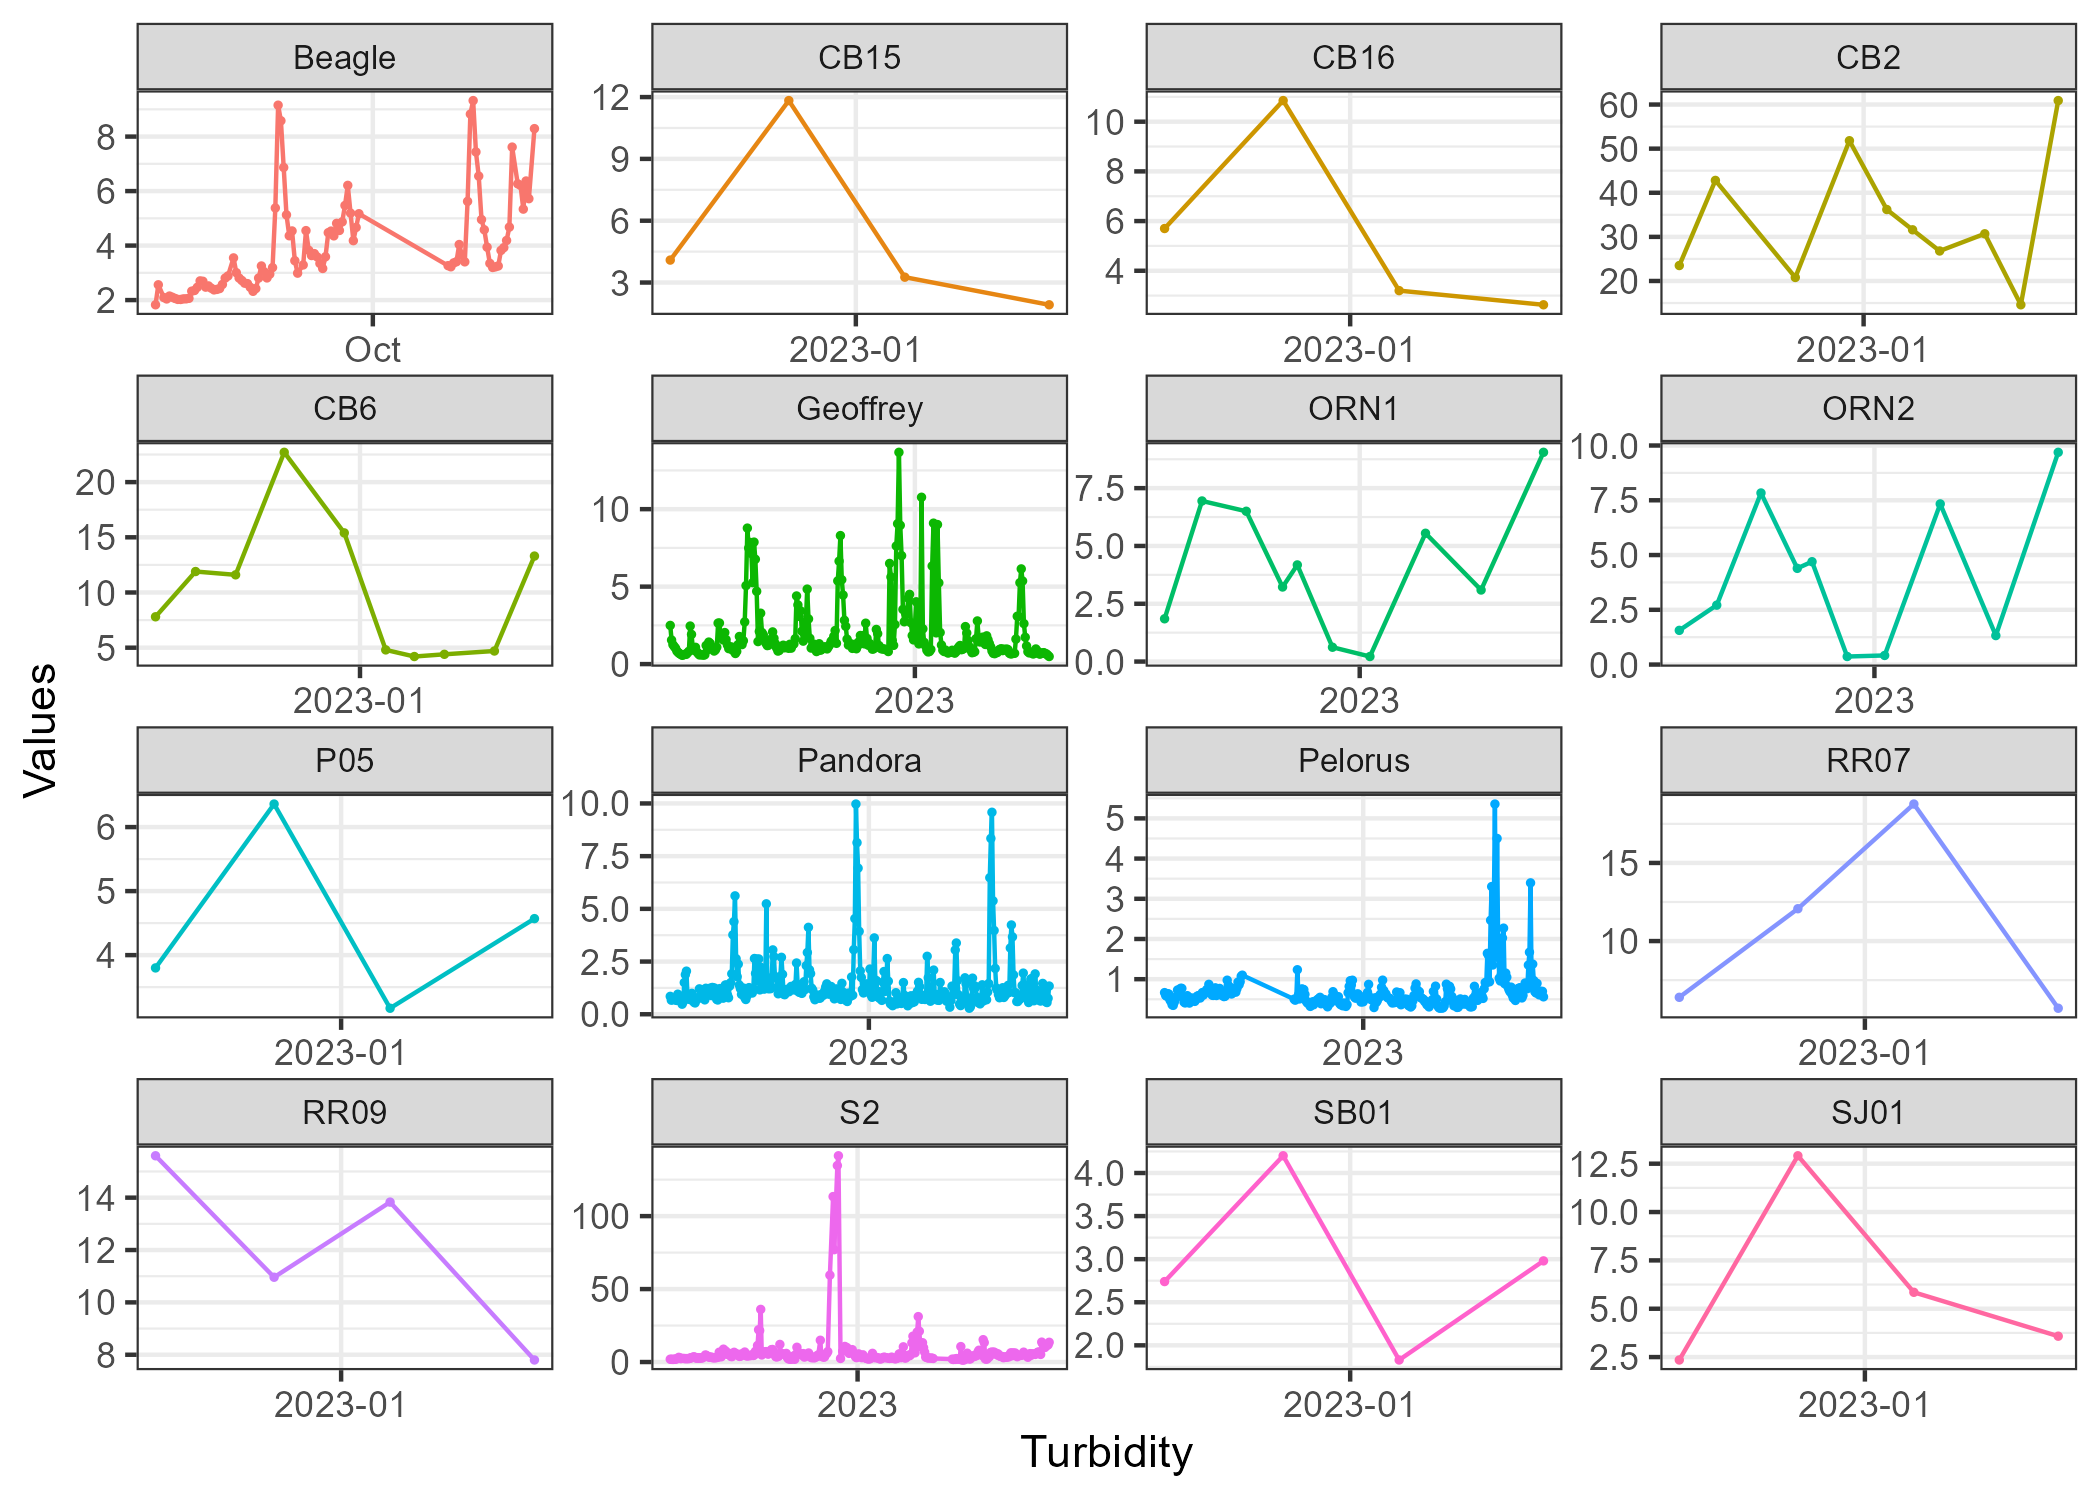 Beagle CB15 CB16 CB2
8 6 4 2
12 9 6 3
10 8 6 4
60 50 40 30 20
Oct 2023-01 2023-01 2023-01
CB6 Geoffrey ORN1 ORN2
20 15 10 5
10 5 0
7.5 5.0 2.5 0.0
10.0 7.5 5.0 2.5 0.0
2023-01 2023 2023 2023
Values
P05 Pandora Pelorus RR07
6 5 4
10.0 7.5 5.0 2.5 0.0
5 4 3 2 1
15 10
2023-01 2023 2023 2023-01
RR09 S2 SB01 SJ01
14 12 10 8
100 50 0
4.0 3.5 3.0 2.5 2.0
12.5 10.0 7.5 5.0 2.5
2023-01 2023 2023-01 2023-01
Turbidity